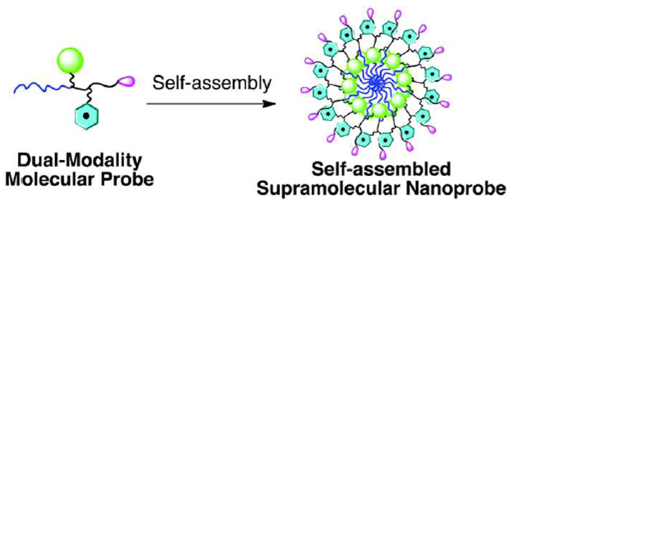 Self-assembly
Dual-Modality
Molecular Probe
Self-assembled
Supramolecular Nanoprobe